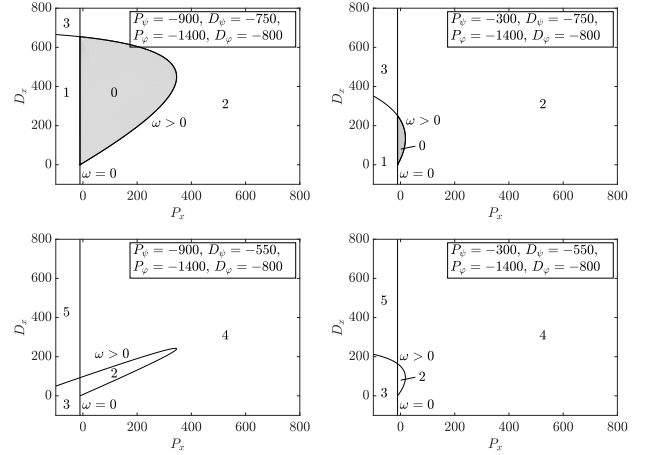 800
600
400
200
0
D_x
3
1
0
2
ω > 0
ω = 0
P_ψ = −900, D_ψ = −750,
P_φ = −1400, D_φ = −800
0 200 400 600 800
P_x
800
600
400
200
0
D_x
3
1
0
2
ω > 0
ω = 0
P_ψ = −300, D_ψ = −750,
P_φ = −1400, D_φ = −800
0 200 400 600 800
P_x
800
600
400
200
0
D_x
5
3
2
4
ω > 0
ω = 0
P_ψ = −900, D_ψ = −550,
P_φ = −1400, D_φ = −800
0 200 400 600 800
P_x
800
600
400
200
0
D_x
5
3
2
4
ω > 0
ω = 0
P_ψ = −300, D_ψ = −550,
P_φ = −1400, D_φ = −800
0 200 400 600 800
P_x